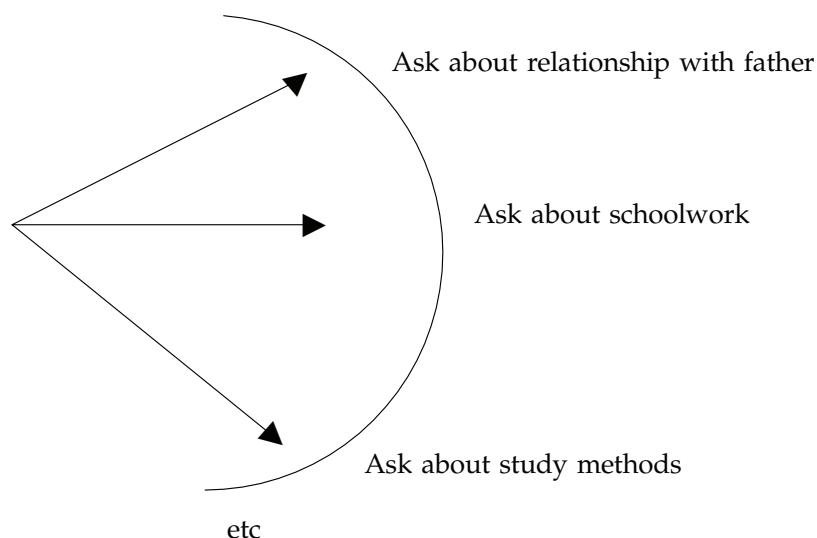 Ask about relationship with father
Ask about schoolwork
Ask about study methods
etc